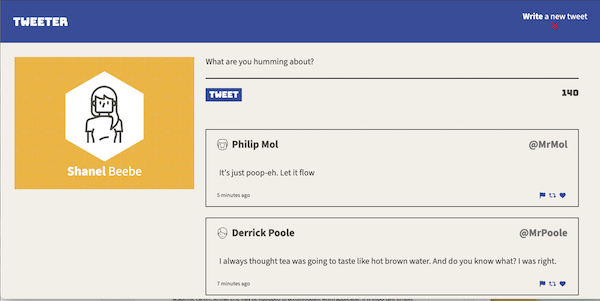 TWEETER
Write a new tweet
Shanel Beebe
What are you humming about?
TWEET
140
Philip Mol
@MrMol
It's just poop-eh. Let it flow
5 minutes ago
Derrick Poole
@MrPoole
I always thought tea was going to taste like hot brown water. And do you know what? I was right.
7 minutes ago